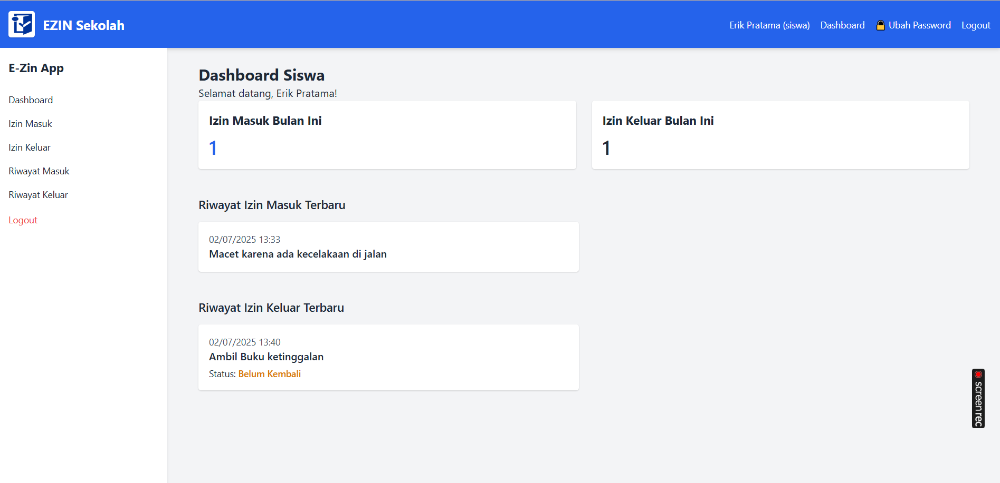 EZIN Sekolah
Erik Pratama (siswa) Dashboard Ubah Password Logout
E-Zin App
Dashboard
Izin Masuk
Izin Keluar
Riwayat Masuk
Riwayat Keluar
Logout
Dashboard Siswa
Selamat datang, Erik Pratama!
Izin Masuk Bulan Ini
1
Izin Keluar Bulan Ini
1
Riwayat Izin Masuk Terbaru
02/07/2025 13:33
Macet karena ada kecelakaan di jalan
Riwayat Izin Keluar Terbaru
02/07/2025 13:40
Ambil Buku ketinggalan
Status: Belum Kembali
screenrec